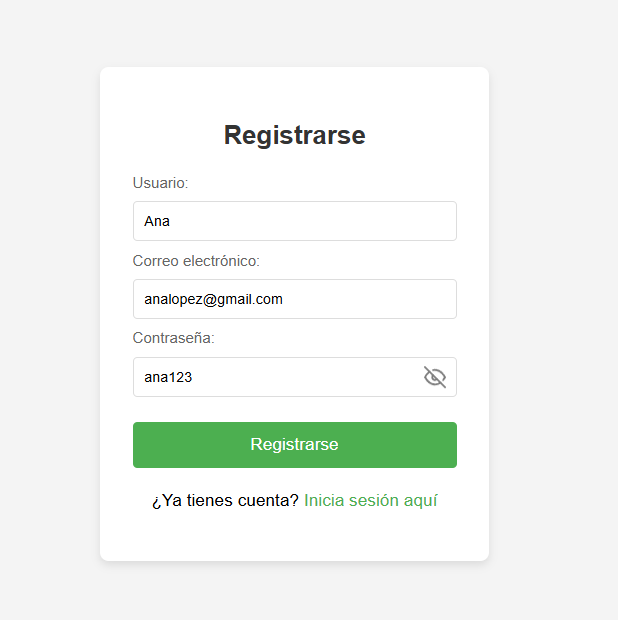 Registrarse
Usuario:
Ana
Correo electrónico:
analopez@gmail.com
Contraseña:
ana123
Registrarse
¿Ya tienes cuenta? Inicia sesión aquí